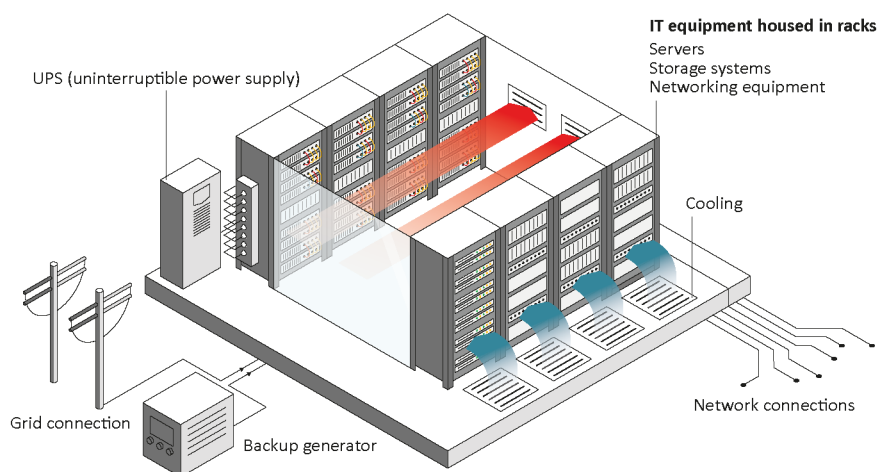 IT equipment housed in racks
Servers
Storage systems
Networking equipment
UPS (uninterruptible power supply)
Cooling
Grid connection
Backup generator
Network connections